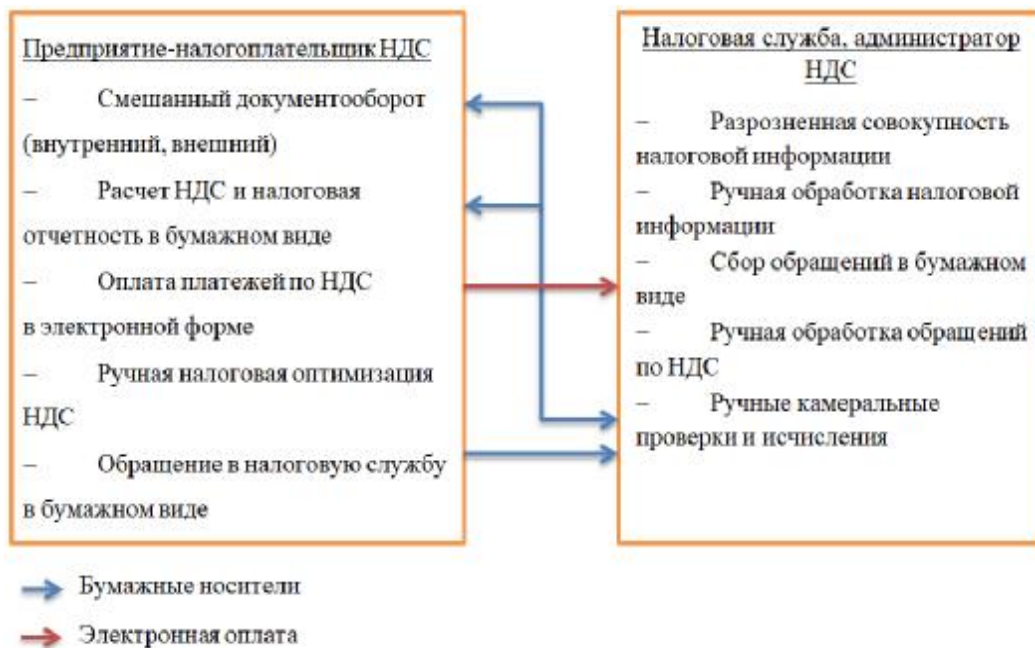 Предприятие-налогоплательщик НДС
– Смешанный документооборот
(внутренний, внешний)
– Расчет НДС и налоговая
отчетность в бумажном виде
– Оплата платежей по НДС
в электронной форме
– Ручная налоговая оптимизация
НДС
– Обращение в налоговую службу
в бумажном виде
Налоговая служба, администратор
НДС
– Разрозненная совокупность
налоговой информации
– Ручная обработка налоговой
информации
– Сбор обращений в бумажном
виде
– Ручная обработка обращений
по НДС
– Ручные камеральные
проверки и исчисления
Бумажные носители
Электронная оплата